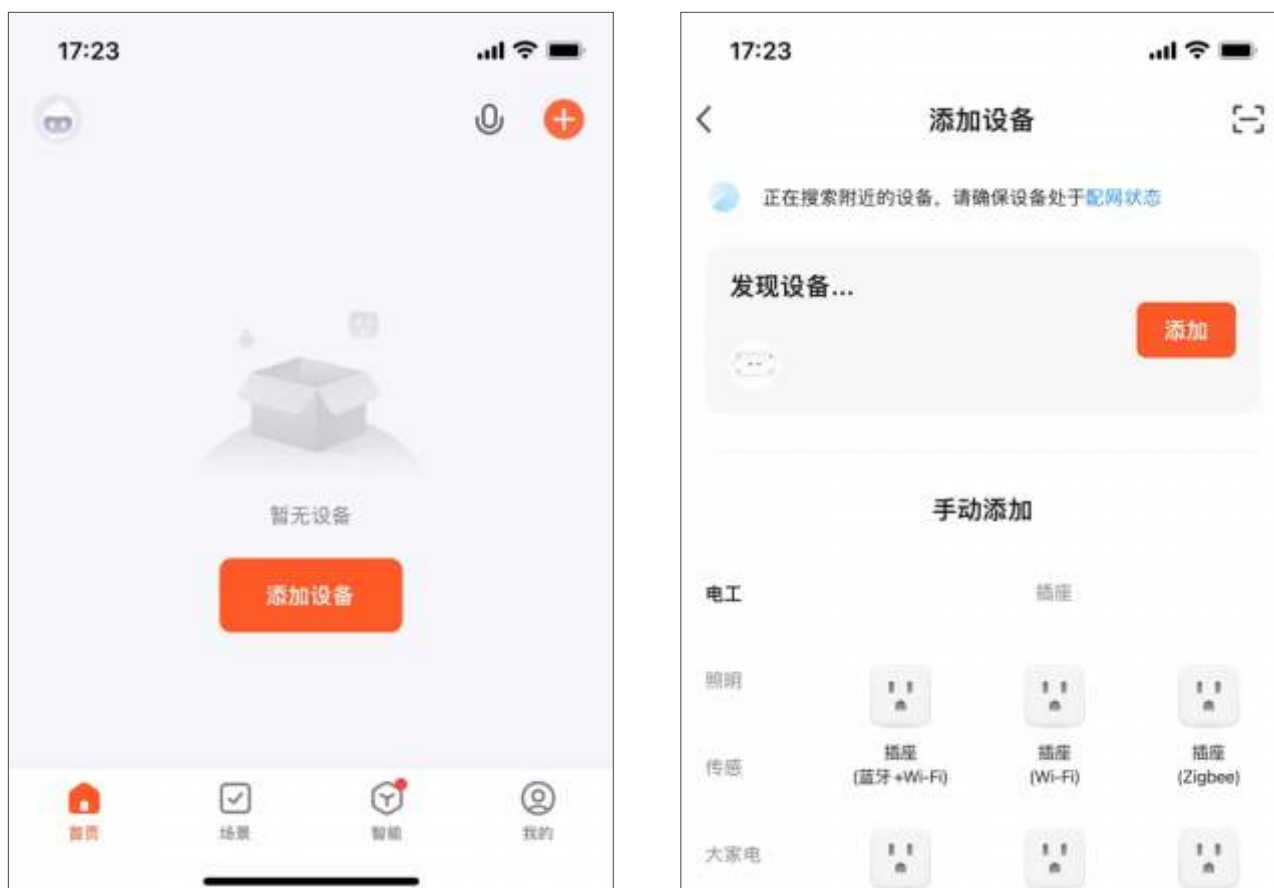 17:23
暂无设备
添加设备
首页
场景
智能
我的
17:23
添加设备
正在搜索附近的设备。请确保设备处于配网状态
发现设备...
添加
手动添加
电工
插座
照明
插座
(蓝牙+Wi-Fi)
插座
(Wi-Fi)
插座
(Zigbee)
传感
大家电